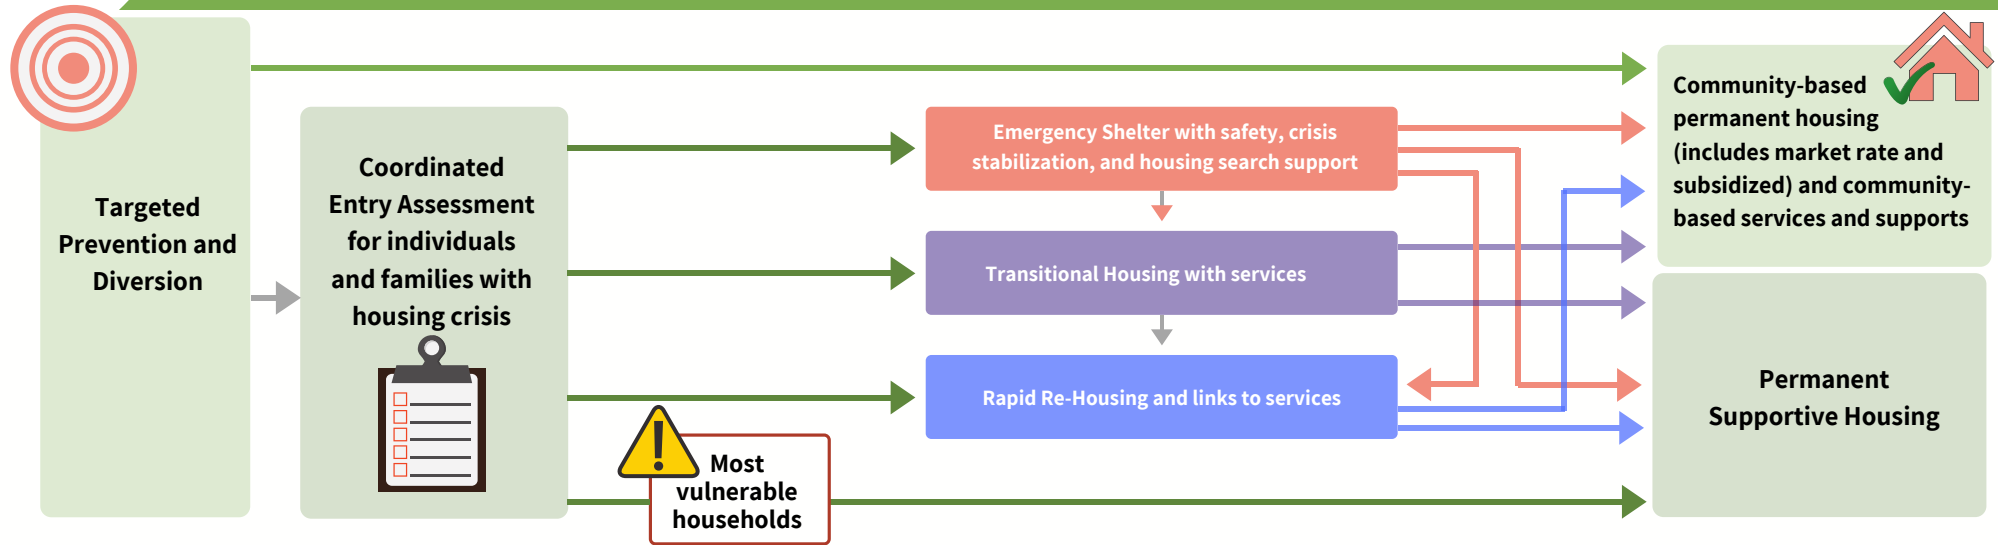 Targeted
Prevention and
Diversion
Coordinated
Entry Assessment
for individuals
and families with
housing crisis
Most
vulnerable
households
Emergency Shelter with safety, crisis
stabilization, and housing search support
Transitional Housing with services
Rapid Re-Housing and links to services
Community-based
permanent housing
(includes market rate and
subsidized) and community-
based services and supports
Permanent
Supportive Housing